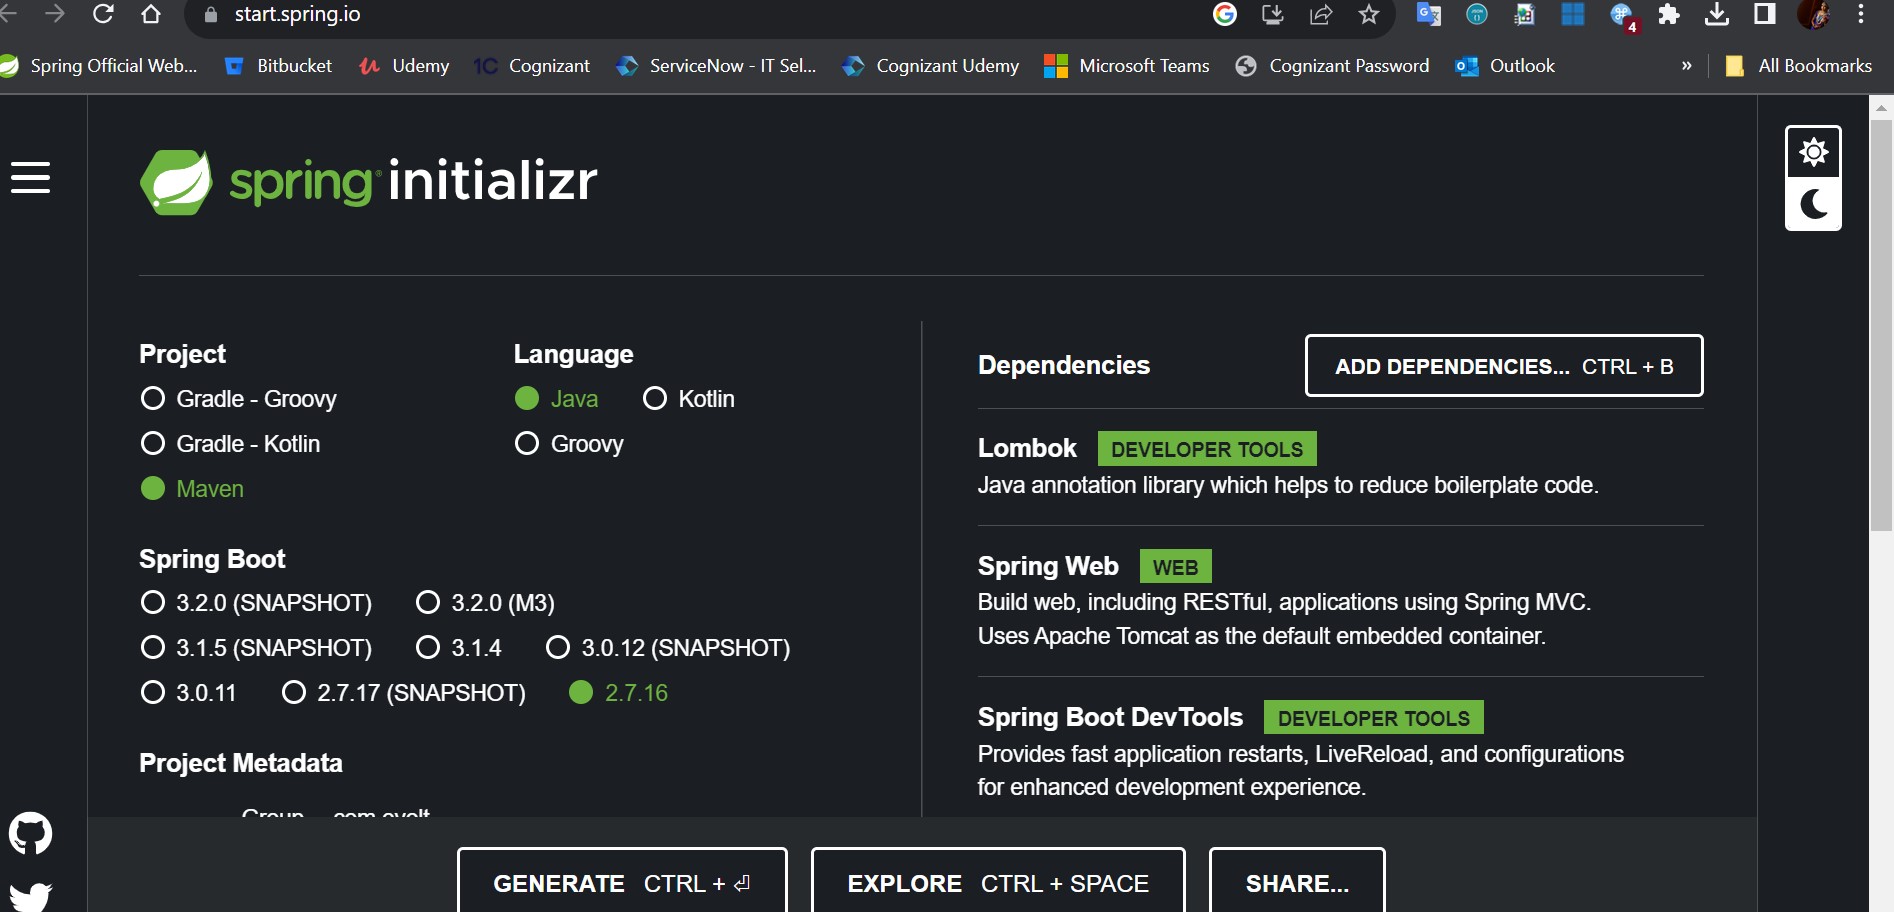 start.spring.io
4
Spring Official Web...
Bitbucket
Udemy
1C Cognizant
ServiceNow - IT Sel...
Cognizant Udemy
Microsoft Teams
Cognizant Password
Outlook
»
All Bookmarks
spring initializr
Project
Gradle - Groovy
Gradle - Kotlin
Maven
Language
Java
Kotlin
Groovy
Spring Boot
3.2.0 (SNAPSHOT)
3.2.0 (M3)
3.1.5 (SNAPSHOT)
3.1.4
3.0.12 (SNAPSHOT)
3.0.11
2.7.17 (SNAPSHOT)
2.7.16
Project Metadata
Group
Dependencies
ADD DEPENDENCIES... CTRL + B
Lombok DEVELOPER TOOLS
Java annotation library which helps to reduce boilerplate code.
Spring Web WEB
Build web, including RESTful, applications using Spring MVC.
Uses Apache Tomcat as the default embedded container.
Spring Boot DevTools DEVELOPER TOOLS
Provides fast application restarts, LiveReload, and configurations
for enhanced development experience.
GENERATE CTRL + ⏎
EXPLORE CTRL + SPACE
SHARE...